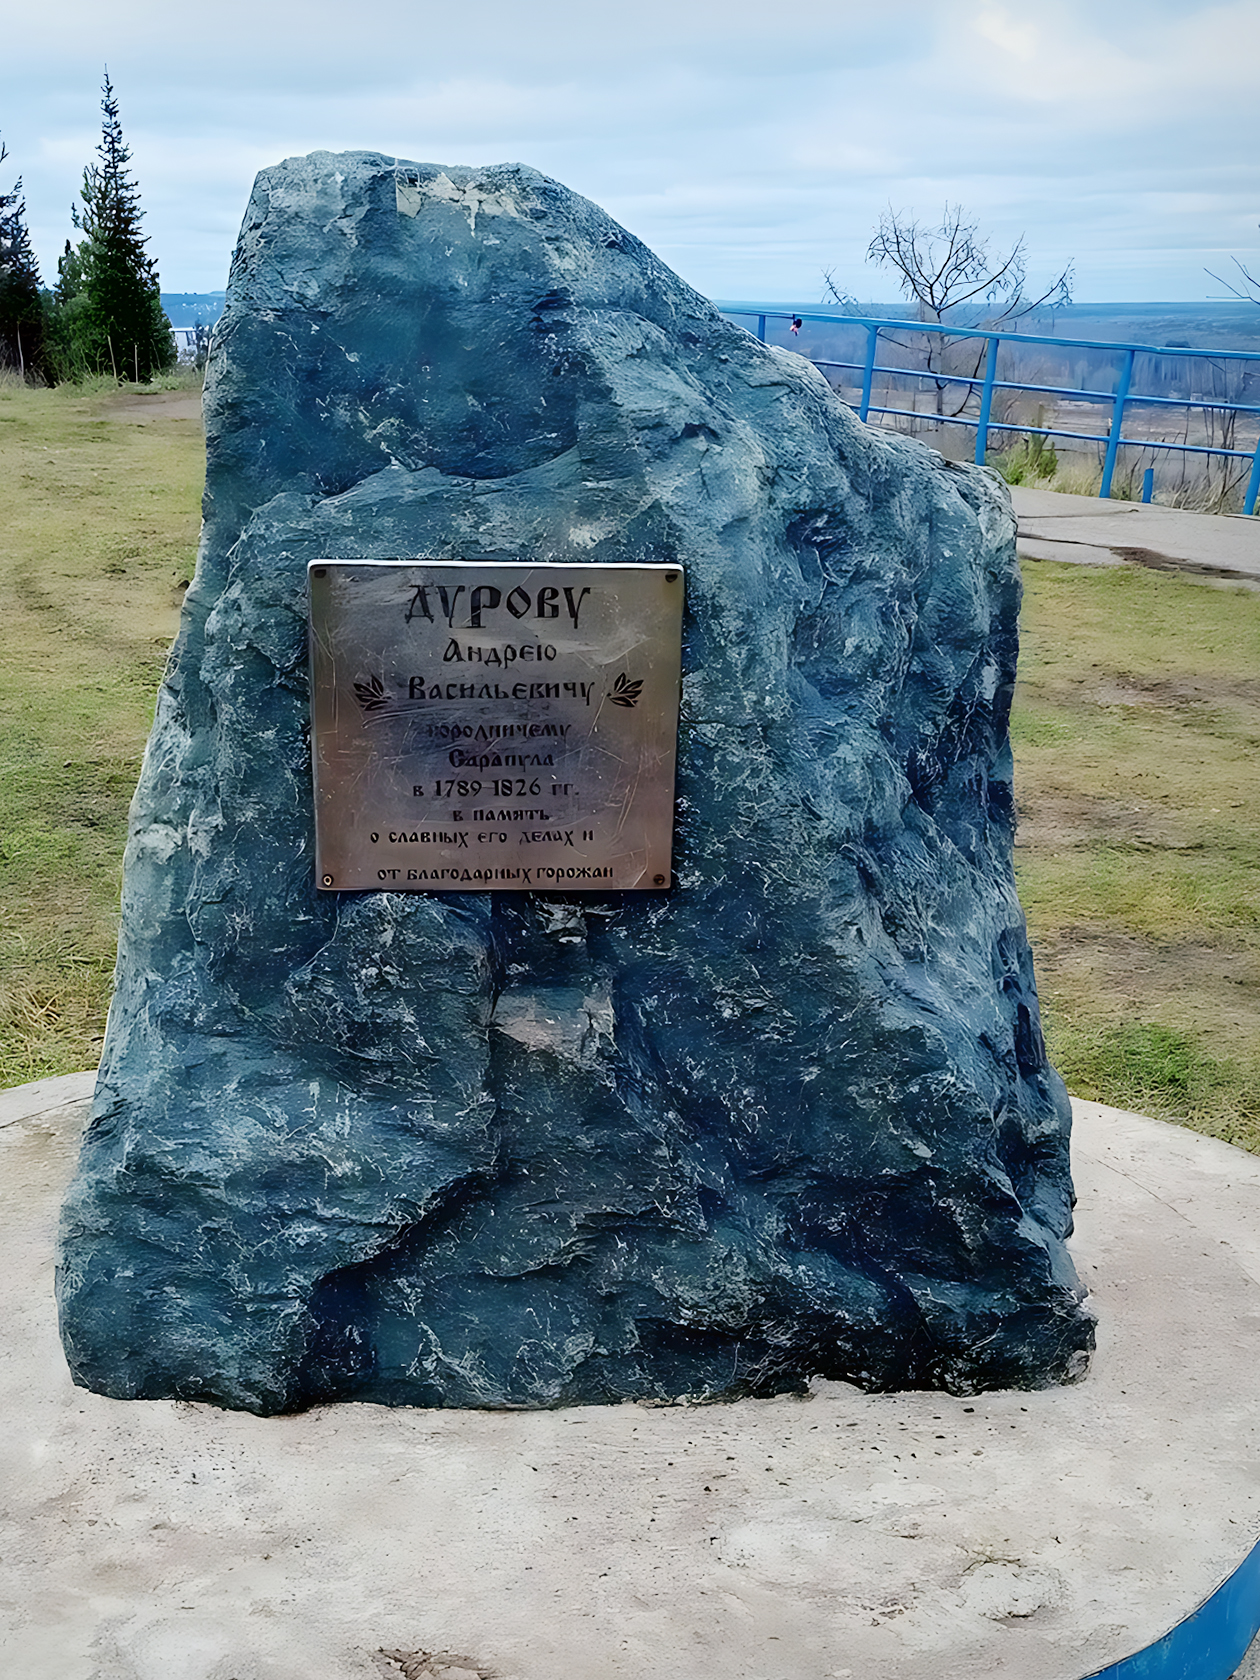 ДУРОВУ
Андрею
Васильевичу
городничему
Сарапула
в 1789-1826 гг.
в память
о славных его делах и
от благодарных горожан